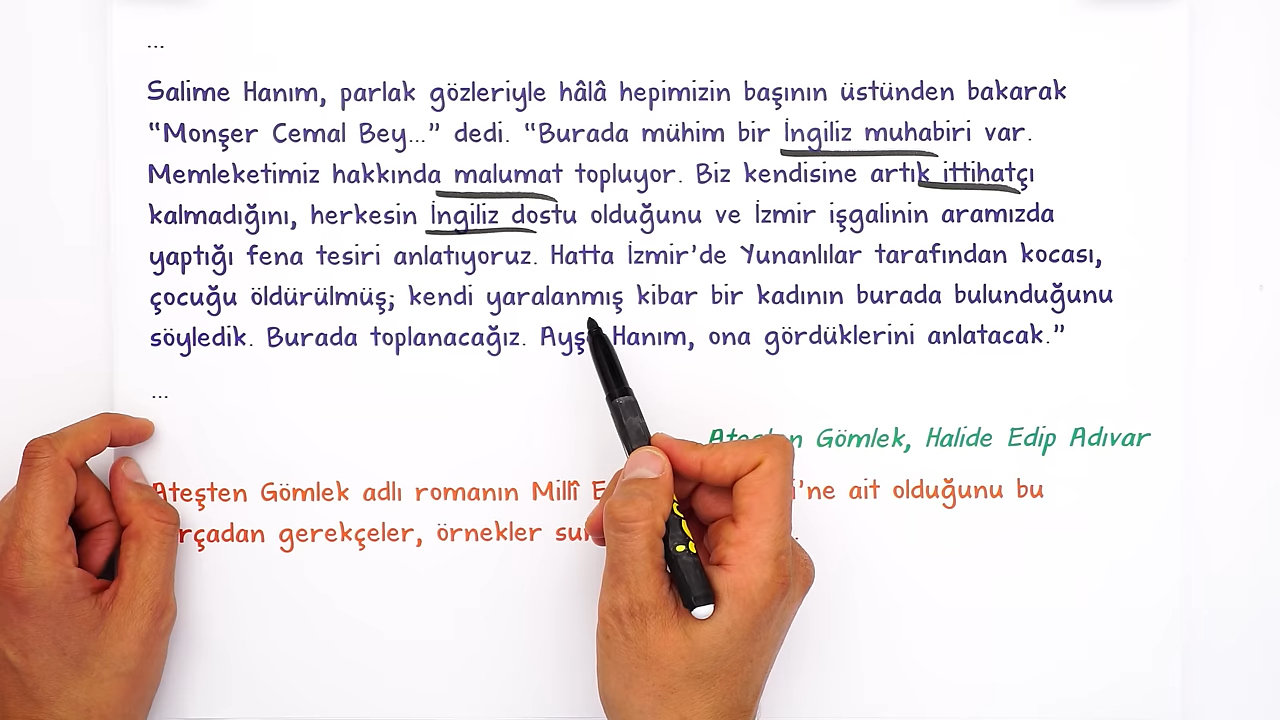 ...
Salime Hanım, parlak gözleriyle hâlâ hepimizin başının üstünden bakarak
“Monşer Cemal Bey...” dedi. “Burada mühim bir İngiliz muhabiri var.
Memleketimiz hakkında malumat topluyor. Biz kendisine artık ittihatçı
kalmadığını, herkesin İngiliz dostu olduğunu ve İzmir işgalinin aramızda
yaptığı fena tesiri anlatıyoruz. Hatta İzmir’de Yunanlılar tarafından kocası,
çocuğu öldürülmüş; kendi yaralanmış kibar bir kadının burada bulunduğunu
söyledik. Burada toplanacağız. Hanım, ona gördüklerini anlatacak.”
...
Ateşten Gömlek, Halide Edip Adıvar
Ateşten Gömlek adlı romanın Millî ait olduğunu bu
gerekçeler, örnekler